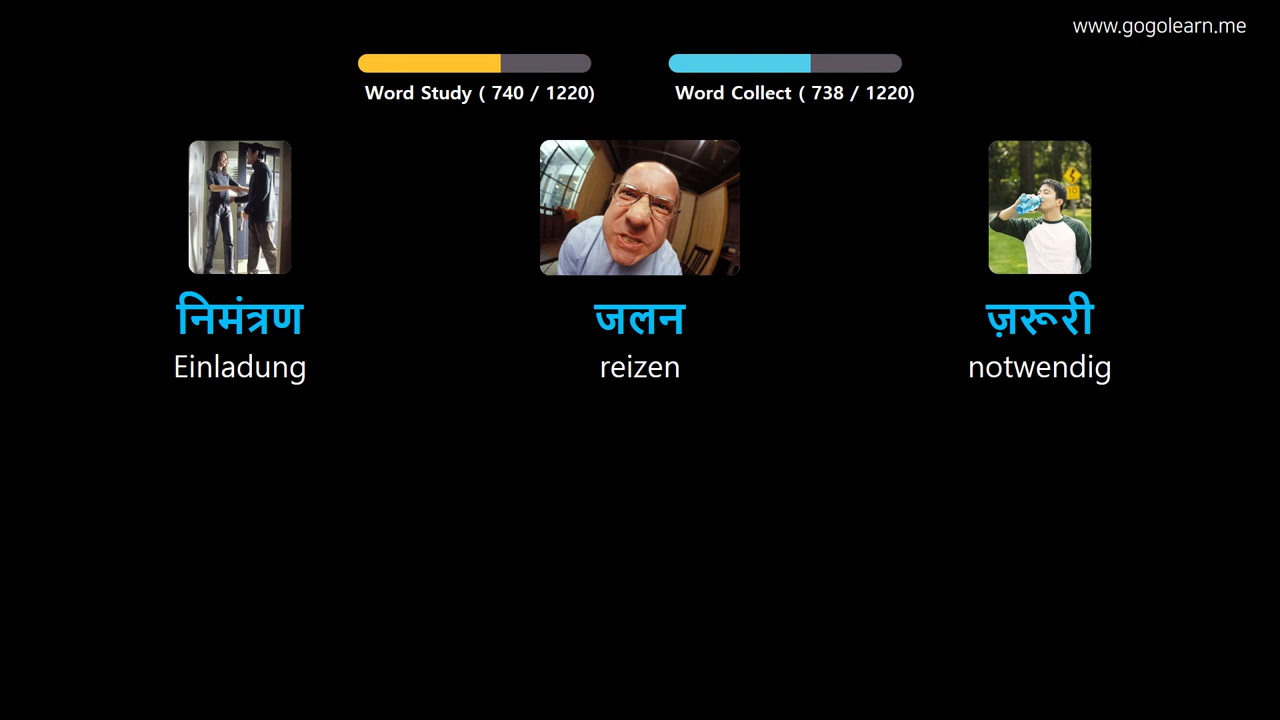 www.gogolearn.me
Word Study ( 740 / 1220)
Word Collect ( 738 / 1220)
निमंत्रण
जलन
ज़रूरी
Einladung
reizen
notwendig